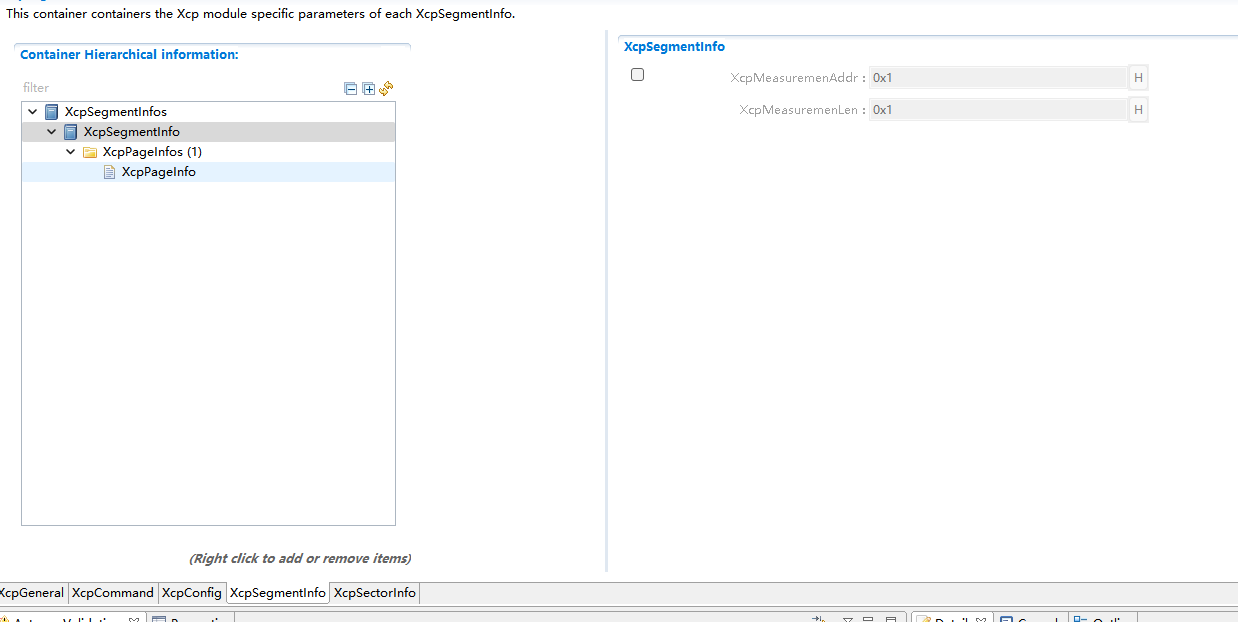 This container containers the Xcp module specific parameters of each XcpSegmentInfo.
Container Hierarchical information:
filter
XcpSegmentInfos
XcpSegmentInfo
XcpPageInfos (1)
XcpPageInfo
(Right click to add or remove items)
XcpSegmentInfo
XcpMeasuremenAddr : 0x1 H
XcpMeasuremenLen : 0x1 H
XcpGeneral XcpCommand XcpConfig XcpSegmentInfo XcpSectorInfo